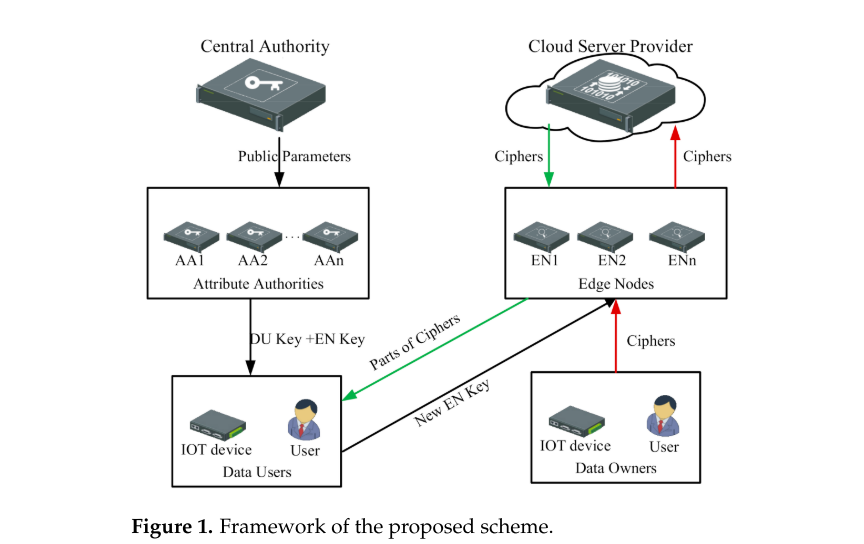 Central Authority
Cloud Server Provider
101010
101010
Public Parameters
Ciphers
Ciphers
AA1 AA2 ... AAn
Attribute Authorities
EN1 EN2 ENn
Edge Nodes
DU Key +EN Key
Parts of Ciphers
New EN Key
Ciphers
IOT device User
Data Users
IOT device User
Data Owners
Figure 1. Framework of the proposed scheme.